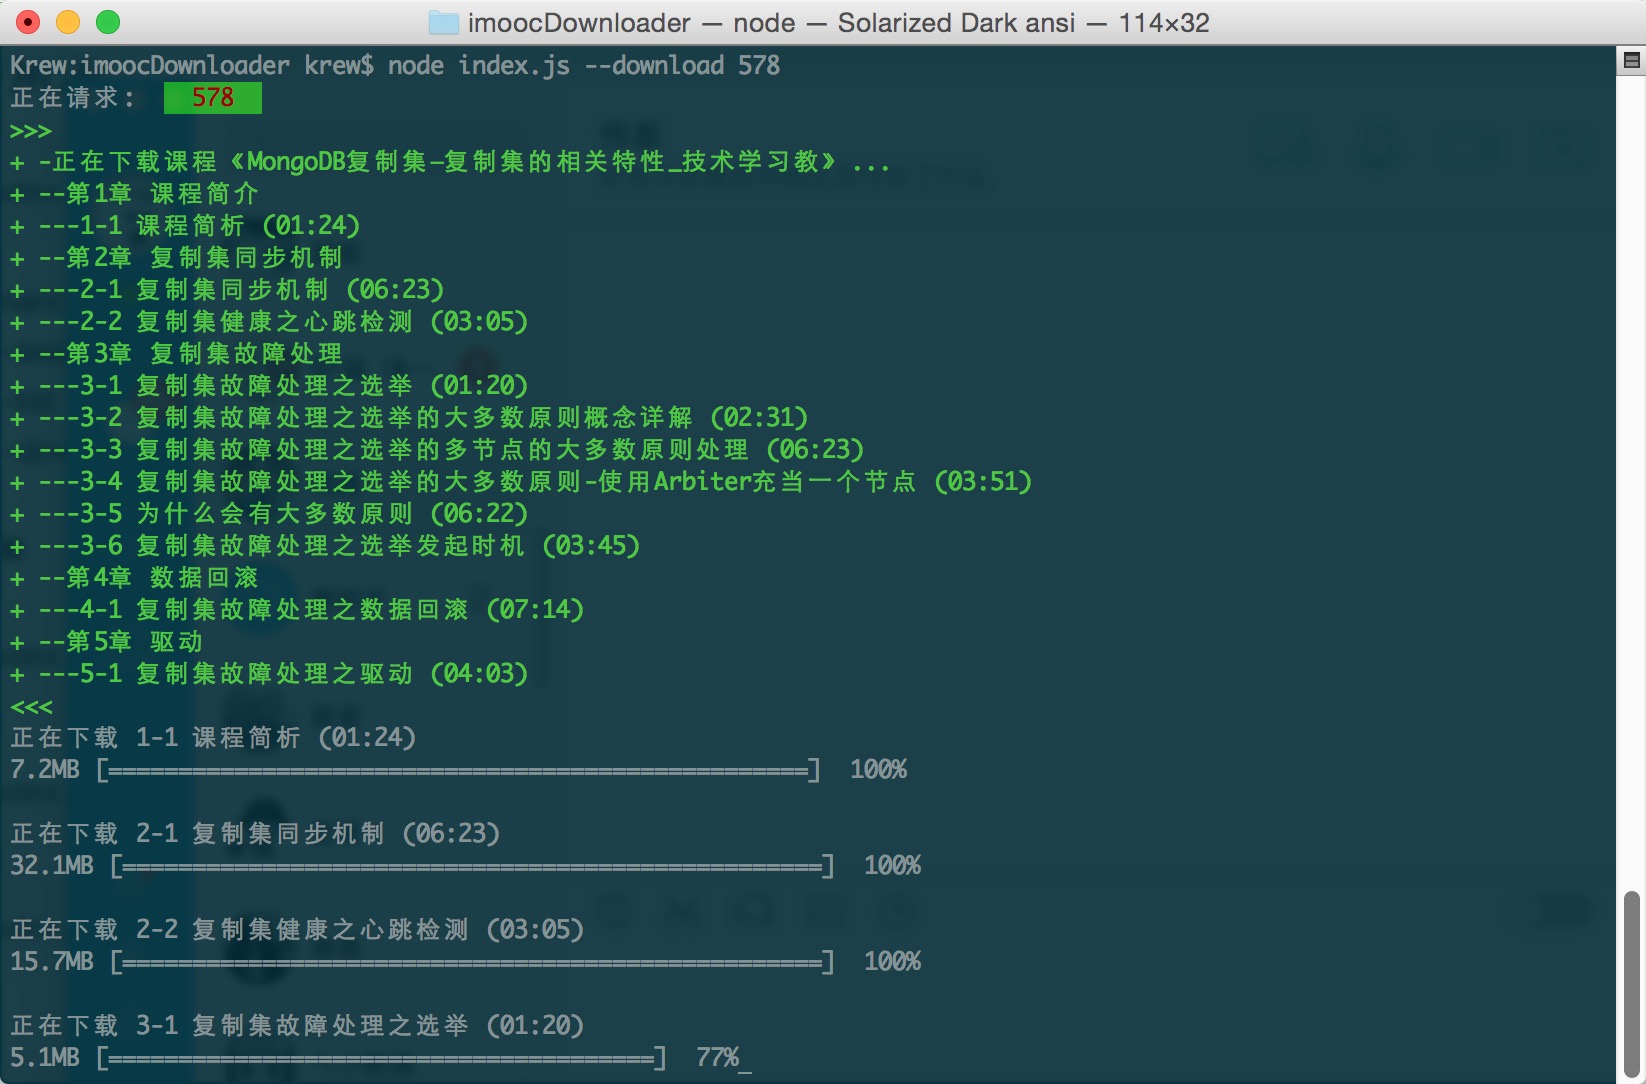 imoocDownloader — node — Solarized Dark ansi — 114×32
Krew:imoocDownloader krew$ node index.js --download 578
正在请求: 578
>>>
+ -正在下载课程《MongoDB复制集—复制集的相关特性_技术学习教》...
+ --第1章 课程简介
+ ---1-1 课程简析 (01:24)
+ --第2章 复制集同步机制
+ ---2-1 复制集同步机制 (06:23)
+ ---2-2 复制集健康之心跳检测 (03:05)
+ --第3章 复制集故障处理
+ ---3-1 复制集故障处理之选举 (01:20)
+ ---3-2 复制集故障处理之选举的大多数原则概念详解 (02:31)
+ ---3-3 复制集故障处理之选举的多节点的大多数原则处理 (06:23)
+ ---3-4 复制集故障处理之选举的大多数原则-使用Arbiter充当一个节点 (03:51)
+ ---3-5 为什么会有大多数原则 (06:22)
+ ---3-6 复制集故障处理之选举发起时机 (03:45)
+ --第4章 数据回滚
+ ---4-1 复制集故障处理之数据回滚 (07:14)
+ --第5章 驱动
+ ---5-1 复制集故障处理之驱动 (04:03)
<<<
正在下载 1-1 课程简析 (01:24)
7.2MB [==================================================] 100%
正在下载 2-1 复制集同步机制 (06:23)
32.1MB [==================================================] 100%
正在下载 2-2 复制集健康之心跳检测 (03:05)
15.7MB [==================================================] 100%
正在下载 3-1 复制集故障处理之选举 (01:20)
5.1MB [=======================================] 77%_